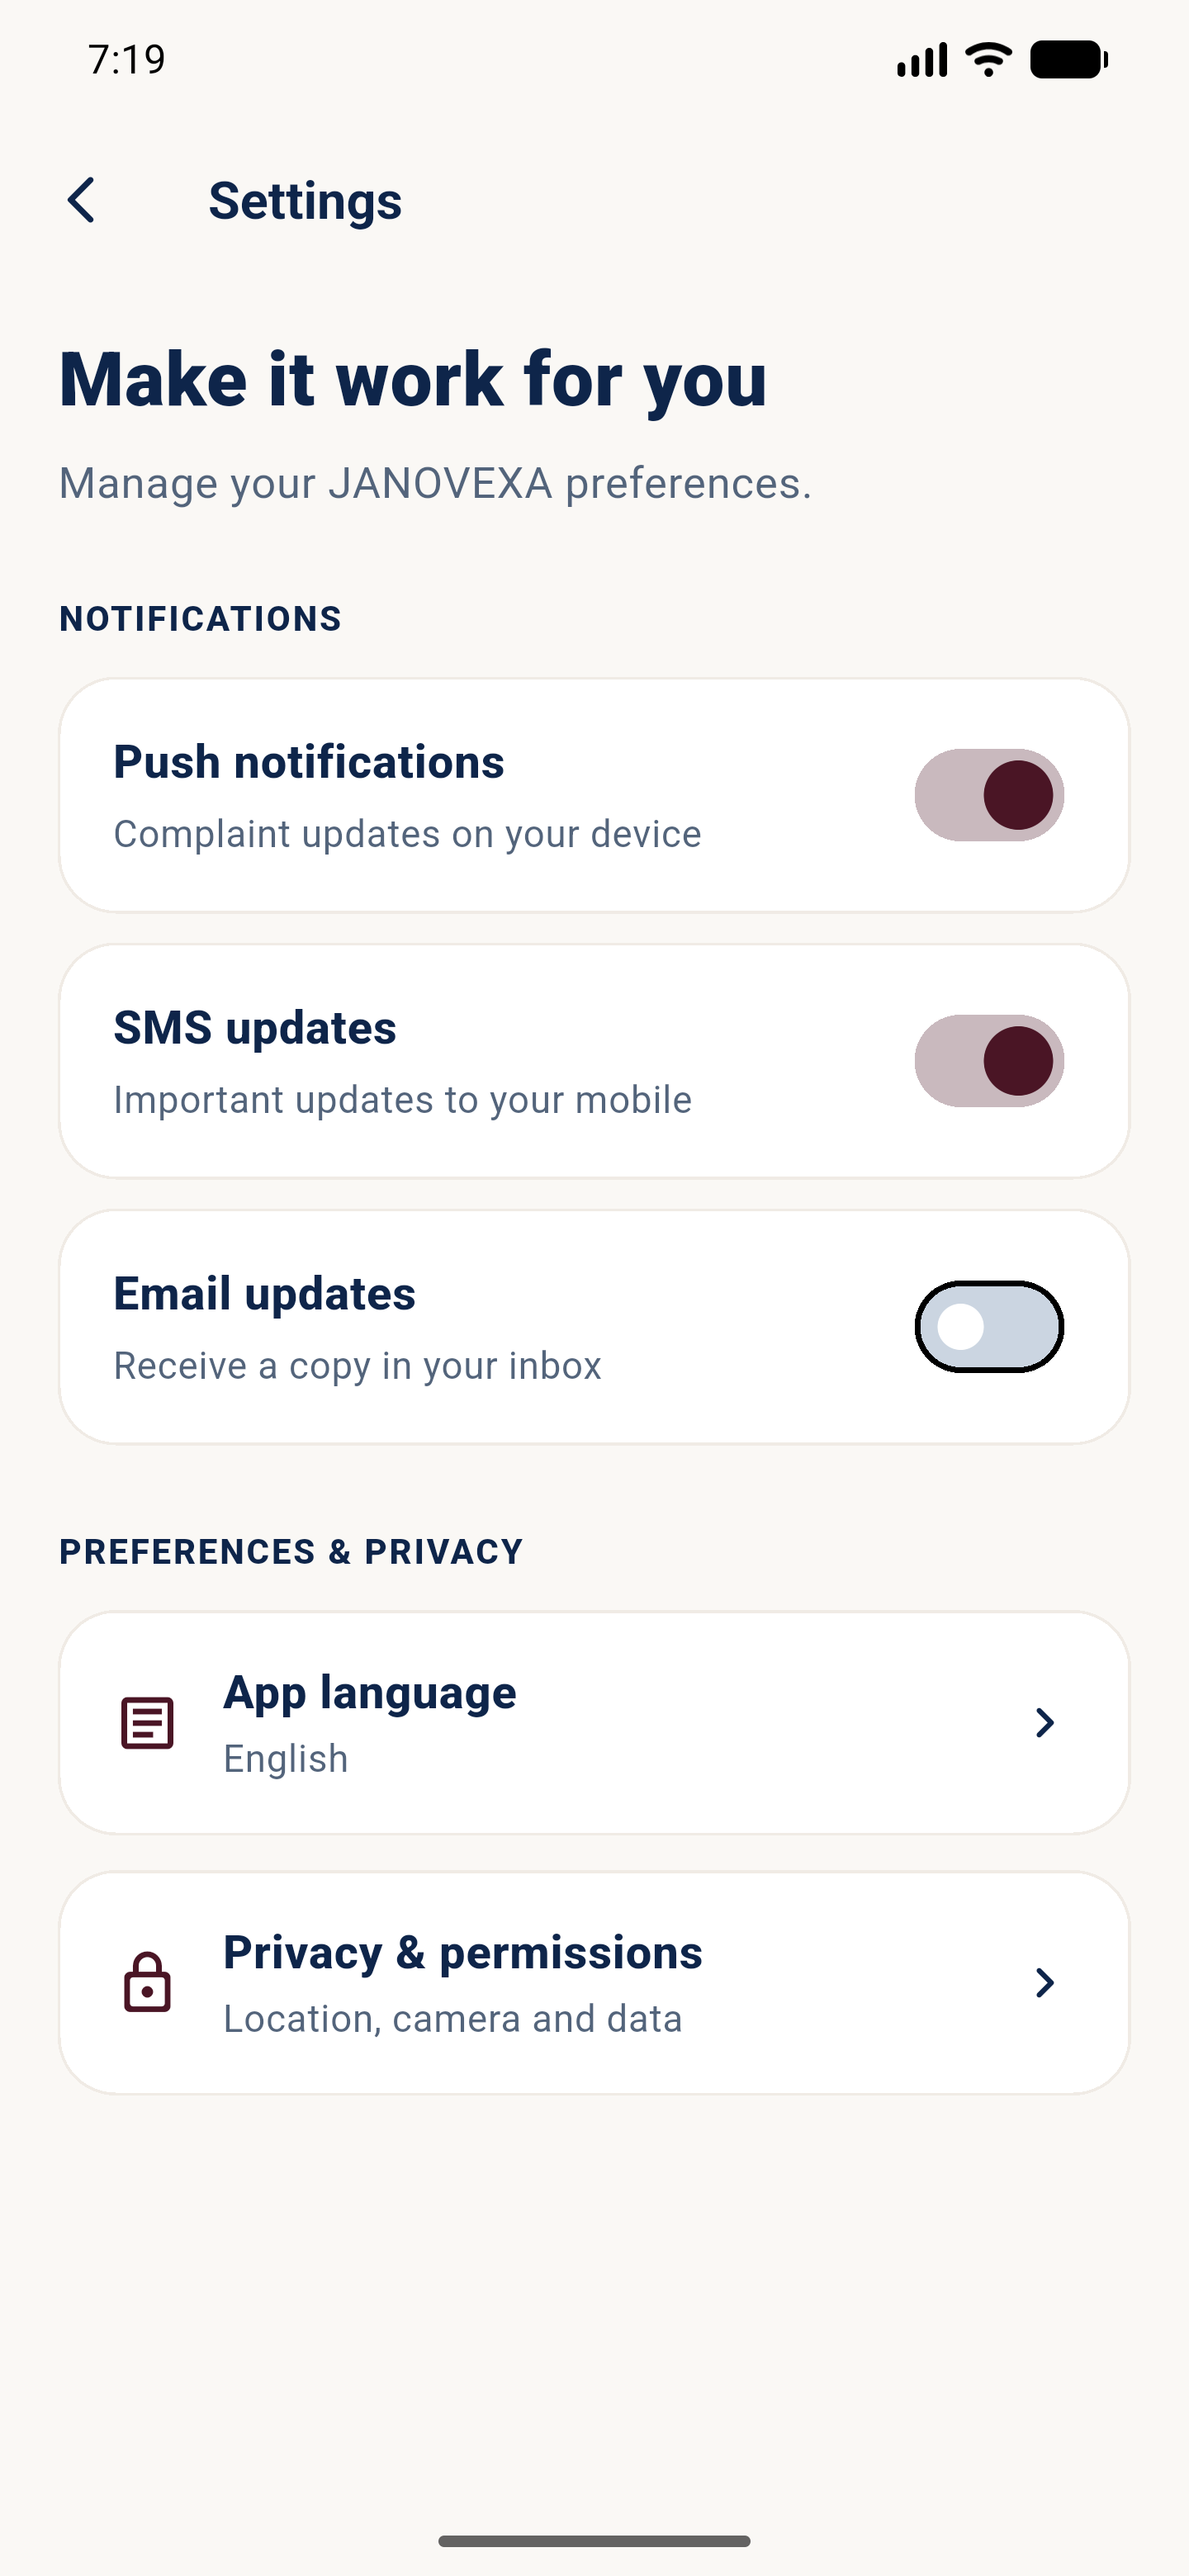 7:19
Settings
Make it work for you
Manage your JANOVEXA preferences.
NOTIFICATIONS
Push notifications
Complaint updates on your device
SMS updates
Important updates to your mobile
Email updates
Receive a copy in your inbox
PREFERENCES & PRIVACY
App language
English
Privacy & permissions
Location, camera and data